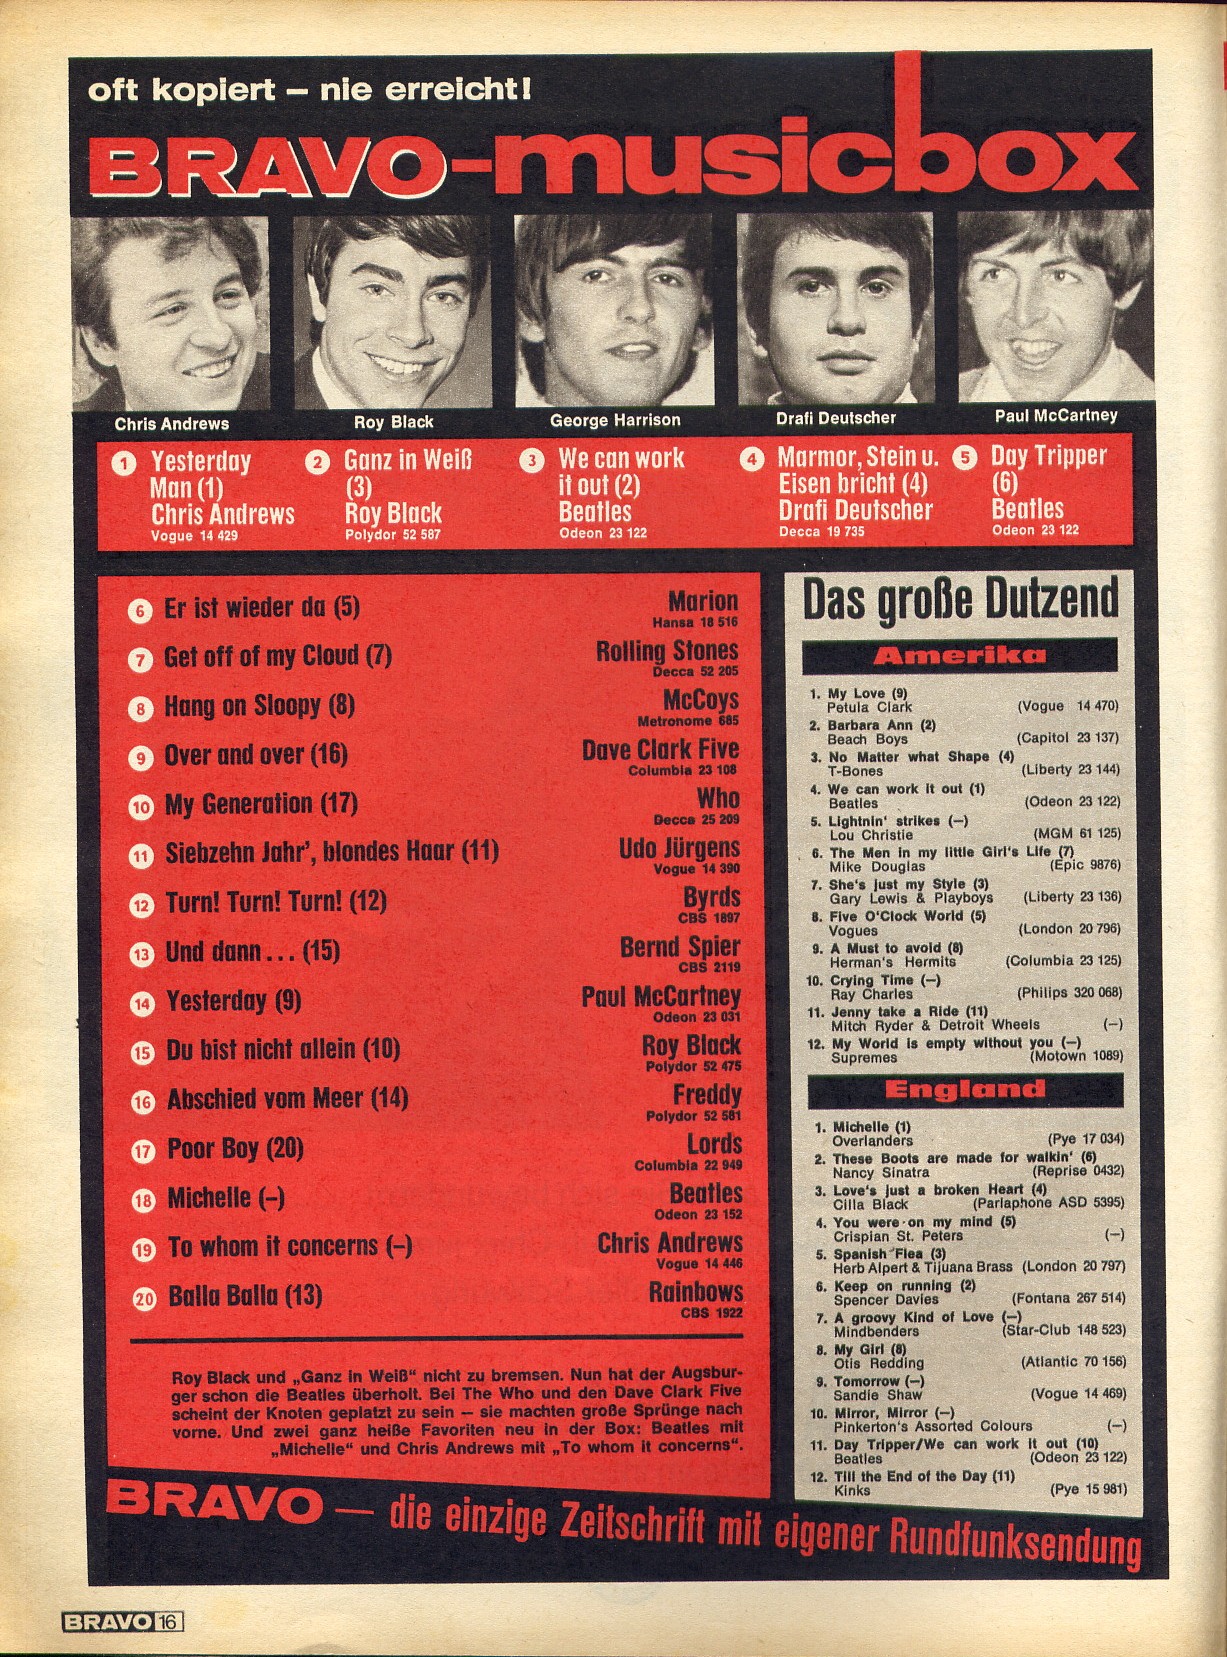 oft kopiert – nie erreicht!
BRAVO-musicbox
Chris Andrews
Roy Black
George Harrison
Drafi Deutscher
Paul McCartney
1 Yesterday
Man (1)
Chris Andrews
Vogue 14 429
2 Ganz in Weiß
(3)
Roy Black
Polydor 52 587
3 We can work
it out (2)
Beatles
Odeon 23 122
4 Marmor, Stein u.
Eisen bricht (4)
Drafi Deutscher
Decca 19 735
5 Day Tripper
(6)
Beatles
Odeon 23 122
6 Er ist wieder da (5) Marion
Hansa 18 516
7 Get off of my Cloud (7) Rolling Stones
Decca 52 205
8 Hang on Sloopy (8) McCoys
Metronome 685
9 Over and over (16) Dave Clark Five
Columbia 23 108
10 My Generation (17) Who
Decca 25 209
11 Siebzehn Jahr', blondes Haar (11) Udo Jürgens
Vogue 14 390
12 Turn! Turn! Turn! (12) Byrds
CBS 1897
13 Und dann ... (15) Bernd Spier
CBS 2119
14 Yesterday (9) Paul McCartney
Odeon 23 031
15 Du bist nicht allein (10) Roy Black
Polydor 52 475
16 Abschied vom Meer (14) Freddy
Polydor 52 581
17 Poor Boy (20) Lords
Columbia 22 949
18 Michelle (–) Beatles
Odeon 23 152
19 To whom it concerns (–) Chris Andrews
Vogue 14 446
20 Balla Balla (13) Rainbows
CBS 1922
Roy Black und „Ganz in Weiß“ nicht zu bremsen. Nun hat der Augsbur-
ger schon die Beatles überholt. Bei The Who und den Dave Clark Five
scheint der Knoten geplatzt zu sein – sie machten große Sprünge nach
vorne. Und zwei ganz heiße Favoriten neu in der Box: Beatles mit
„Michelle“ und Chris Andrews mit „To whom it concerns“.
Das große Dutzend
Amerika
1. My Love (9)
Petula Clark (Vogue 14 470)
2. Barbara Ann (2)
Beach Boys (Capitol 23 137)
3. No Matter what Shape (4)
T-Bones (Liberty 23 144)
4. We can work it out (1)
Beatles (Odeon 23 122)
5. Lightnin' strikes (–)
Lou Christie (MGM 61 125)
6. The Men in my little Girl's Life (7)
Mike Douglas (Epic 9876)
7. She's just my Style (3)
Gary Lewis & Playboys (Liberty 23 136)
8. Five O'Clock World (5)
Vogues (London 20 796)
9. A Must to avoid (8)
Herman's Hermits (Columbia 23 125)
10. Crying Time (–)
Ray Charles (Philips 320 068)
11. Jenny take a Ride (11)
Mitch Ryder & Detroit Wheels (–)
12. My World is empty without you (–)
Supremes (Motown 1089)
England
1. Michelle (1)
Overlanders (Pye 17 034)
2. These Boots are made for walkin' (6)
Nancy Sinatra (Reprise 0432)
3. Love's just a broken Heart (4)
Cilla Black (Parlaphone ASD 5395)
4. You were on my mind (5)
Crispian St. Peters (–)
5. Spanish Flea (3)
Herb Alpert & Tijuana Brass (London 20 797)
6. Keep on running (2)
Spencer Davies (Fontana 267 514)
7. A groovy Kind of Love (–)
Mindbenders (Star-Club 148 523)
8. My Girl (8)
Otis Redding (Atlantic 70 156)
9. Tomorrow (–)
Sandie Shaw (Vogue 14 469)
10. Mirror, Mirror (–)
Pinkerton's Assorted Colours (–)
11. Day Tripper/We can work it out (10)
Beatles (Odeon 23 122)
12. Till the End of the Day (11)
Kinks (Pye 15 981)
BRAVO — die einzige Zeitschrift mit eigener Rundfunksendung
BRAVO 16